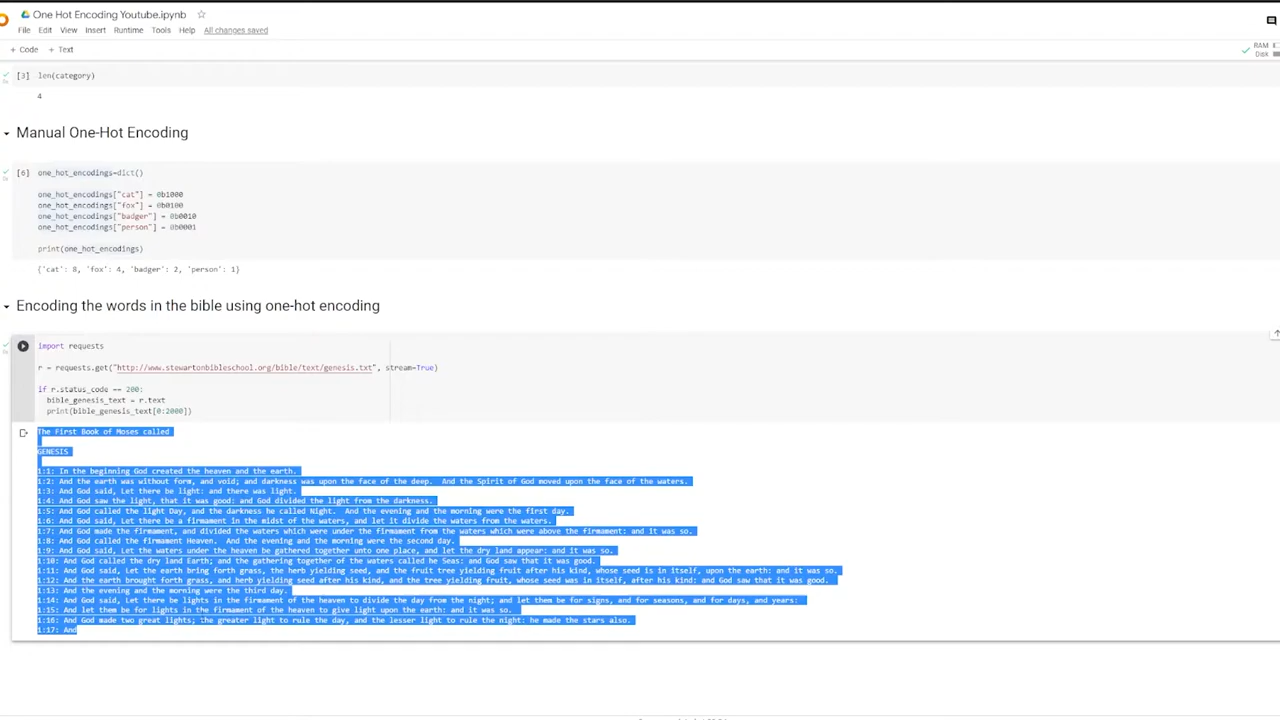 One Hot Encoding Youtube.ipynb
File Edit View Insert Runtime Tools Help All changes saved
+ Code + Text
RAM
Disk
[3] len(category)
4
Manual One-Hot Encoding
[6] one_hot_encodings=dict()
one_hot_encodings["cat"] = 0b1000
one_hot_encodings["fox"] = 0b0100
one_hot_encodings["badger"] = 0b0010
one_hot_encodings["person"] = 0b0001
print(one_hot_encodings)
{'cat': 8, 'fox': 4, 'badger': 2, 'person': 1}
Encoding the words in the bible using one-hot encoding
import requests
r = requests.get("http://www.stewartonbibleschool.org/bible/text/genesis.txt", stream=True)
if r.status_code == 200:
bible_genesis_text = r.text
print(bible_genesis_text[0:2000])
The First Book of Moses called
GENESIS
1:1: In the beginning God created the heaven and the earth.
1:2: And the earth was without form, and void; and darkness was upon the face of the deep. And the Spirit of God moved upon the face of the waters.
1:3: And God said, Let there be light: and there was light.
1:4: And God saw the light, that it was good: and God divided the light from the darkness.
1:5: And God called the light Day, and the darkness he called Night. And the evening and the morning were the first day.
1:6: And God said, Let there be a firmament in the midst of the waters, and let it divide the waters from the waters.
1:7: And God made the firmament, and divided the waters which were under the firmament from the waters which were above the firmament: and it was so.
1:8: And God called the firmament Heaven. And the evening and the morning were the second day.
1:9: And God said, Let the waters under the heaven be gathered together unto one place, and let the dry land appear: and it was so.
1:10: And God called the dry land Earth; and the gathering together of the waters called he Seas: and God saw that it was good.
1:11: And God said, Let the earth bring forth grass, the herb yielding seed, and the fruit tree yielding fruit after his kind, whose seed is in itself, upon the earth: and it was so.
1:12: And the earth brought forth grass, and herb yielding seed after his kind, and the tree yielding fruit, whose seed was in itself, after his kind: and God saw that it was good.
1:13: And the evening and the morning were the third day.
1:14: And God said, Let there be lights in the firmament of the heaven to divide the day from the night; and let them be for signs, and for seasons, and for days, and years:
1:15: And let them be for lights in the firmament of the heaven to give light upon the earth: and it was so.
1:16: And God made two great lights; the greater light to rule the day, and the lesser light to rule the night: he made the stars also.
1:17: And